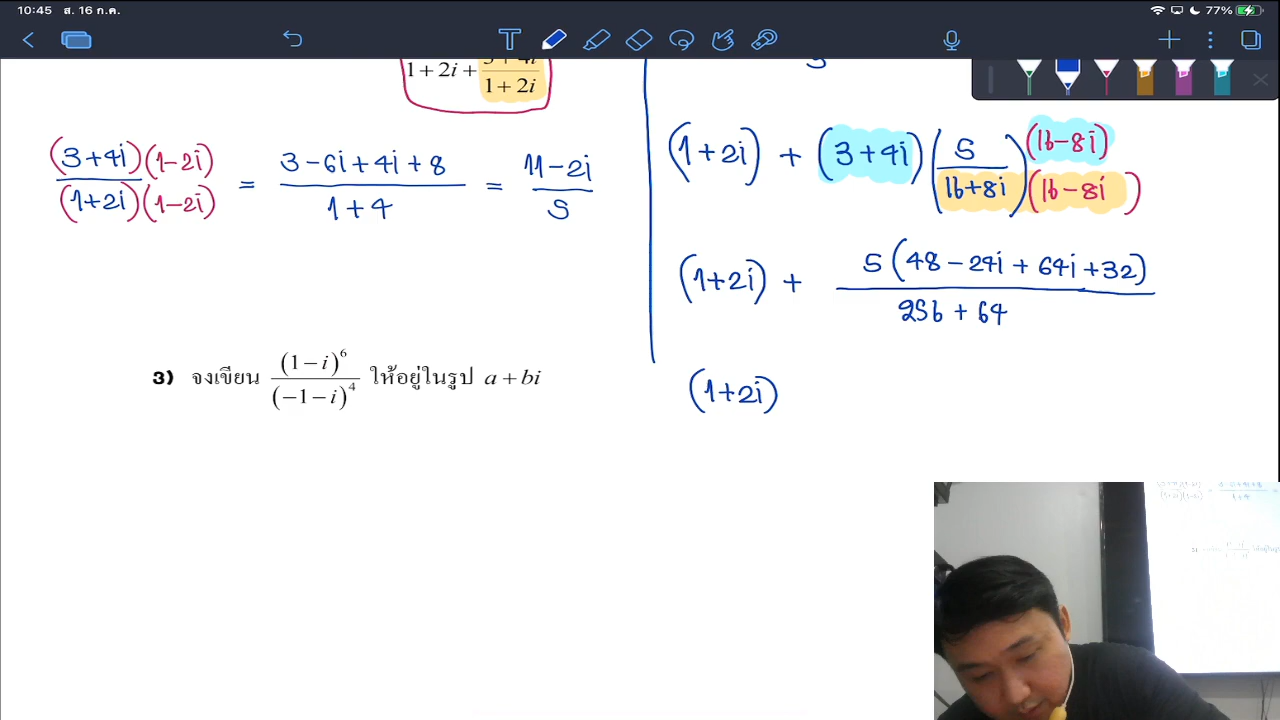 10:45 ส. 16 ก.ค. 77%
1 + 2i + 3 + 4i / 1 + 2i
(3+4i)(1-2i) / (1+2i)(1-2i) = 3-6i+4i+8 / 1+4 = 11-2i / 5
(1+2i) + (3+4i)(5 / 16+8i)(16-8i) / (16-8i)
(1+2i) + 5(48-24i+64i+32) / 256+64
3) จงเขียน (1-i)^6 / (-1-i)^4 ให้อยู่ในรูป a+bi
(1+2i)